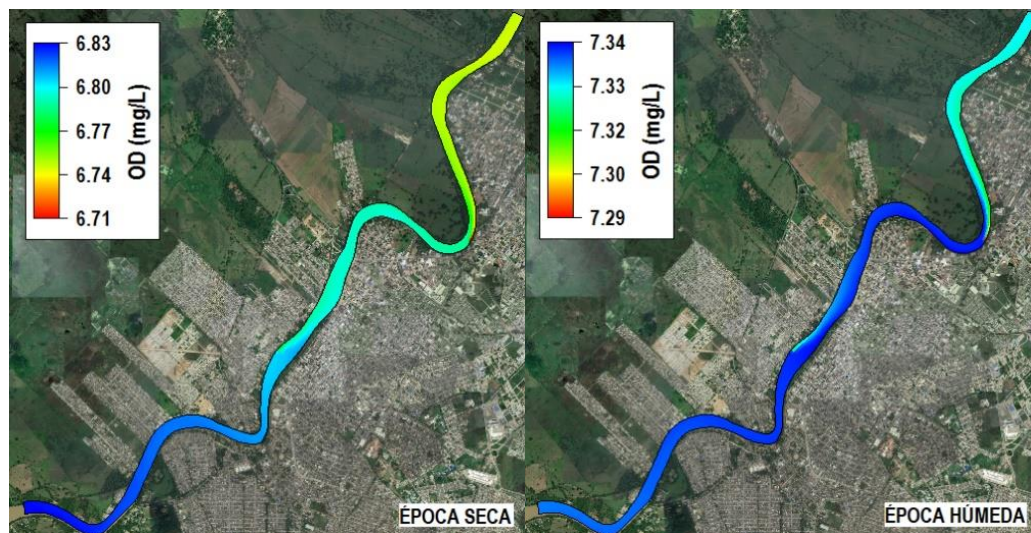 6.83
6.80
6.77
6.74
6.71
OD (mg/L)
ÉPOCA SECA
7.34
7.33
7.32
7.30
7.29
OD (mg/L)
ÉPOCA HÚMEDA